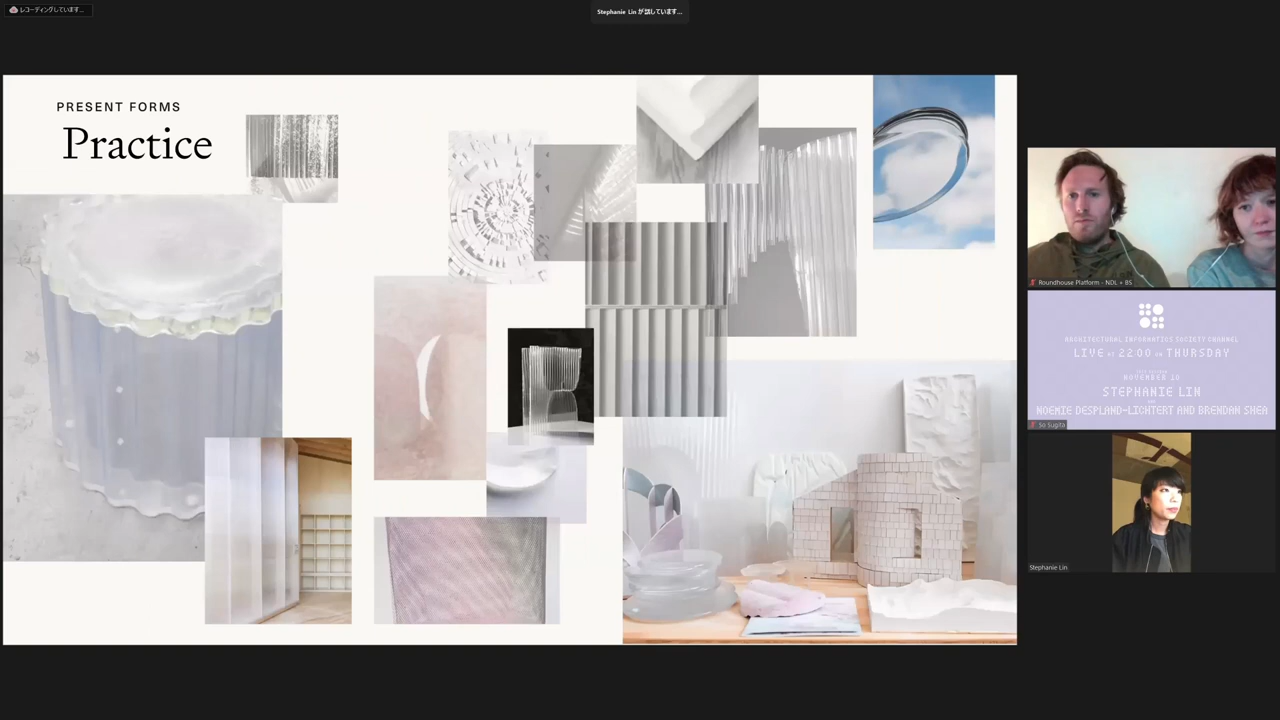 レコーディングしています...
Stephanie Lin が話しています...
PRESENT FORMS
Practice
Roundhouse Platform - NDL + BS
ARCHITECTURAL INFORMATICS SOCIETY CHANNEL
LIVE AT 22:00 ON THURSDAY
NOVEMBER 18
STEPHANIE LIN
AND
NOEMIE DESPLAND-LICHTERT AND BRENDAN SHEA
So Sugita
Stephanie Lin